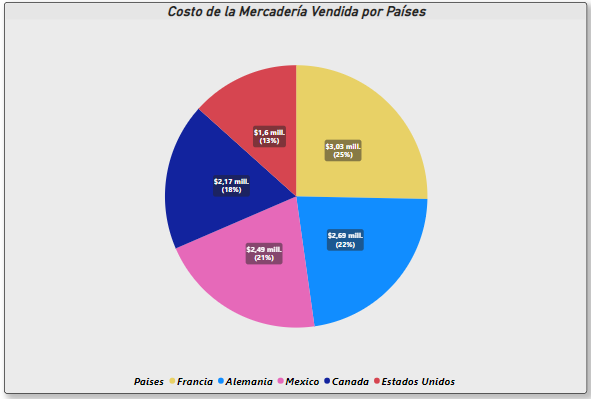 Costo de la Mercadería Vendida por Países
$1,6 mill.
(13%)
$3,03 mill.
(25%)
$2,17 mill.
(18%)
$2,69 mill.
(22%)
$2,49 mill.
(21%)
Paises Francia Alemania Mexico Canada Estados Unidos